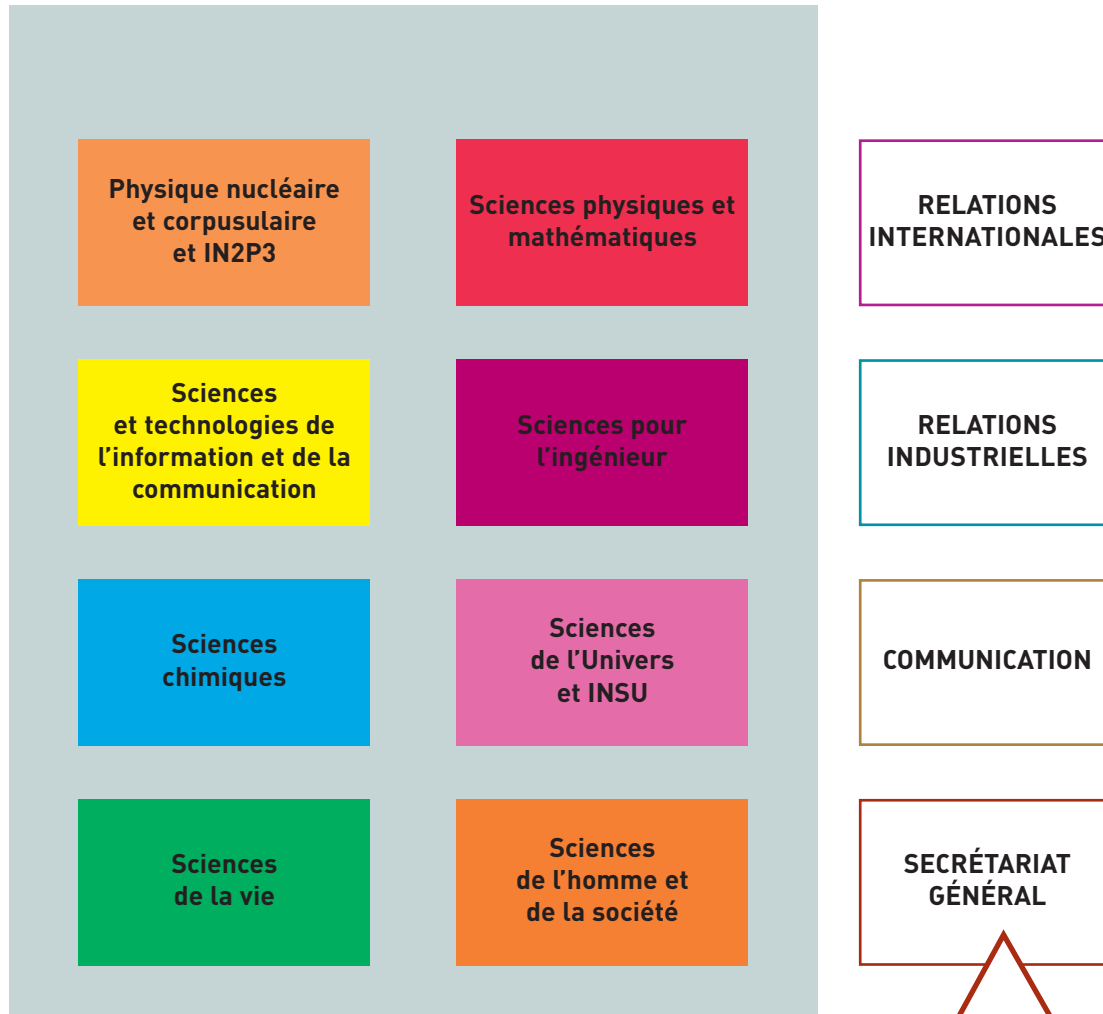 Physique nucléaire
et corpusulaire
et IN2P3
Sciences physiques et
mathématiques
RELATIONS
INTERNATIONALES
Sciences
et technologies de
l’information et de la
communication
Sciences pour
l’ingénieur
RELATIONS
INDUSTRIELLES
Sciences
chimiques
Sciences
de l’Univers
et INSU
COMMUNICATION
Sciences
de la vie
Sciences
de l’homme et
de la société
SECRÉTARIAT
GÉNÉRAL